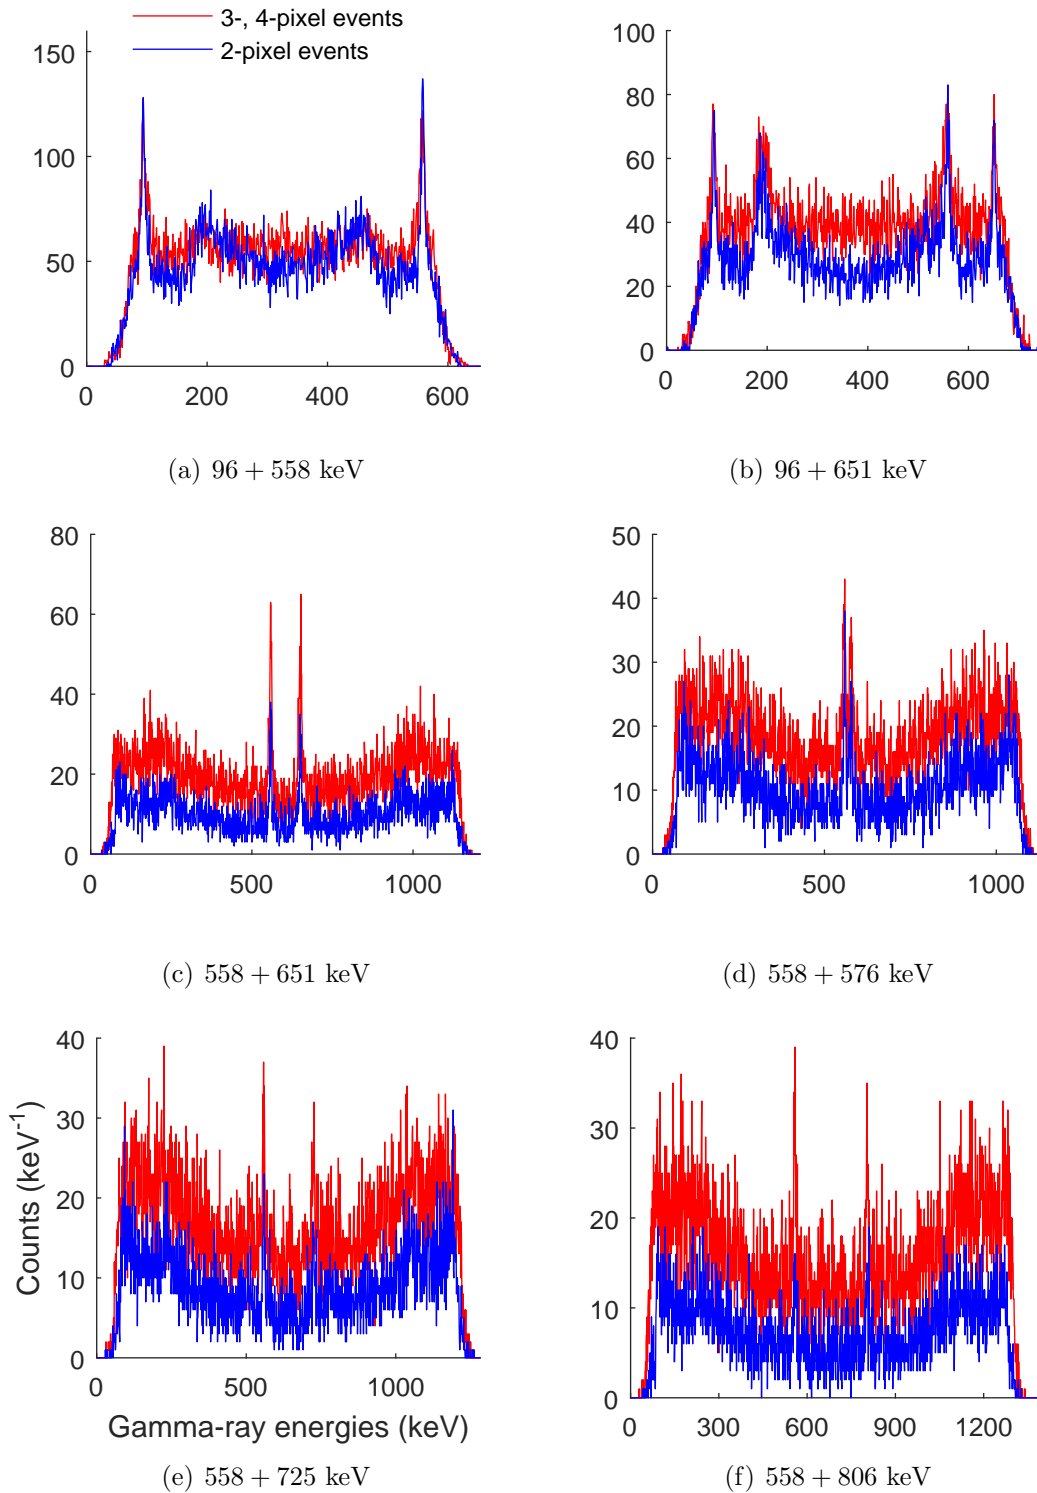 3-, 4-pixel events
2-pixel events
150
100
50
0
0 200 400 600
(a) 96 + 558 keV
100
80
60
40
20
0
0 200 400 600
(b) 96 + 651 keV
80
60
40
20
0
0 500 1000
(c) 558 + 651 keV
50
40
30
20
10
0
0 500 1000
(d) 558 + 576 keV
Counts (keV⁻¹)
40
30
20
10
0
0 500 1000
Gamma-ray energies (keV)
(e) 558 + 725 keV
40
30
20
10
0
0 300 600 900 1200
(f) 558 + 806 keV